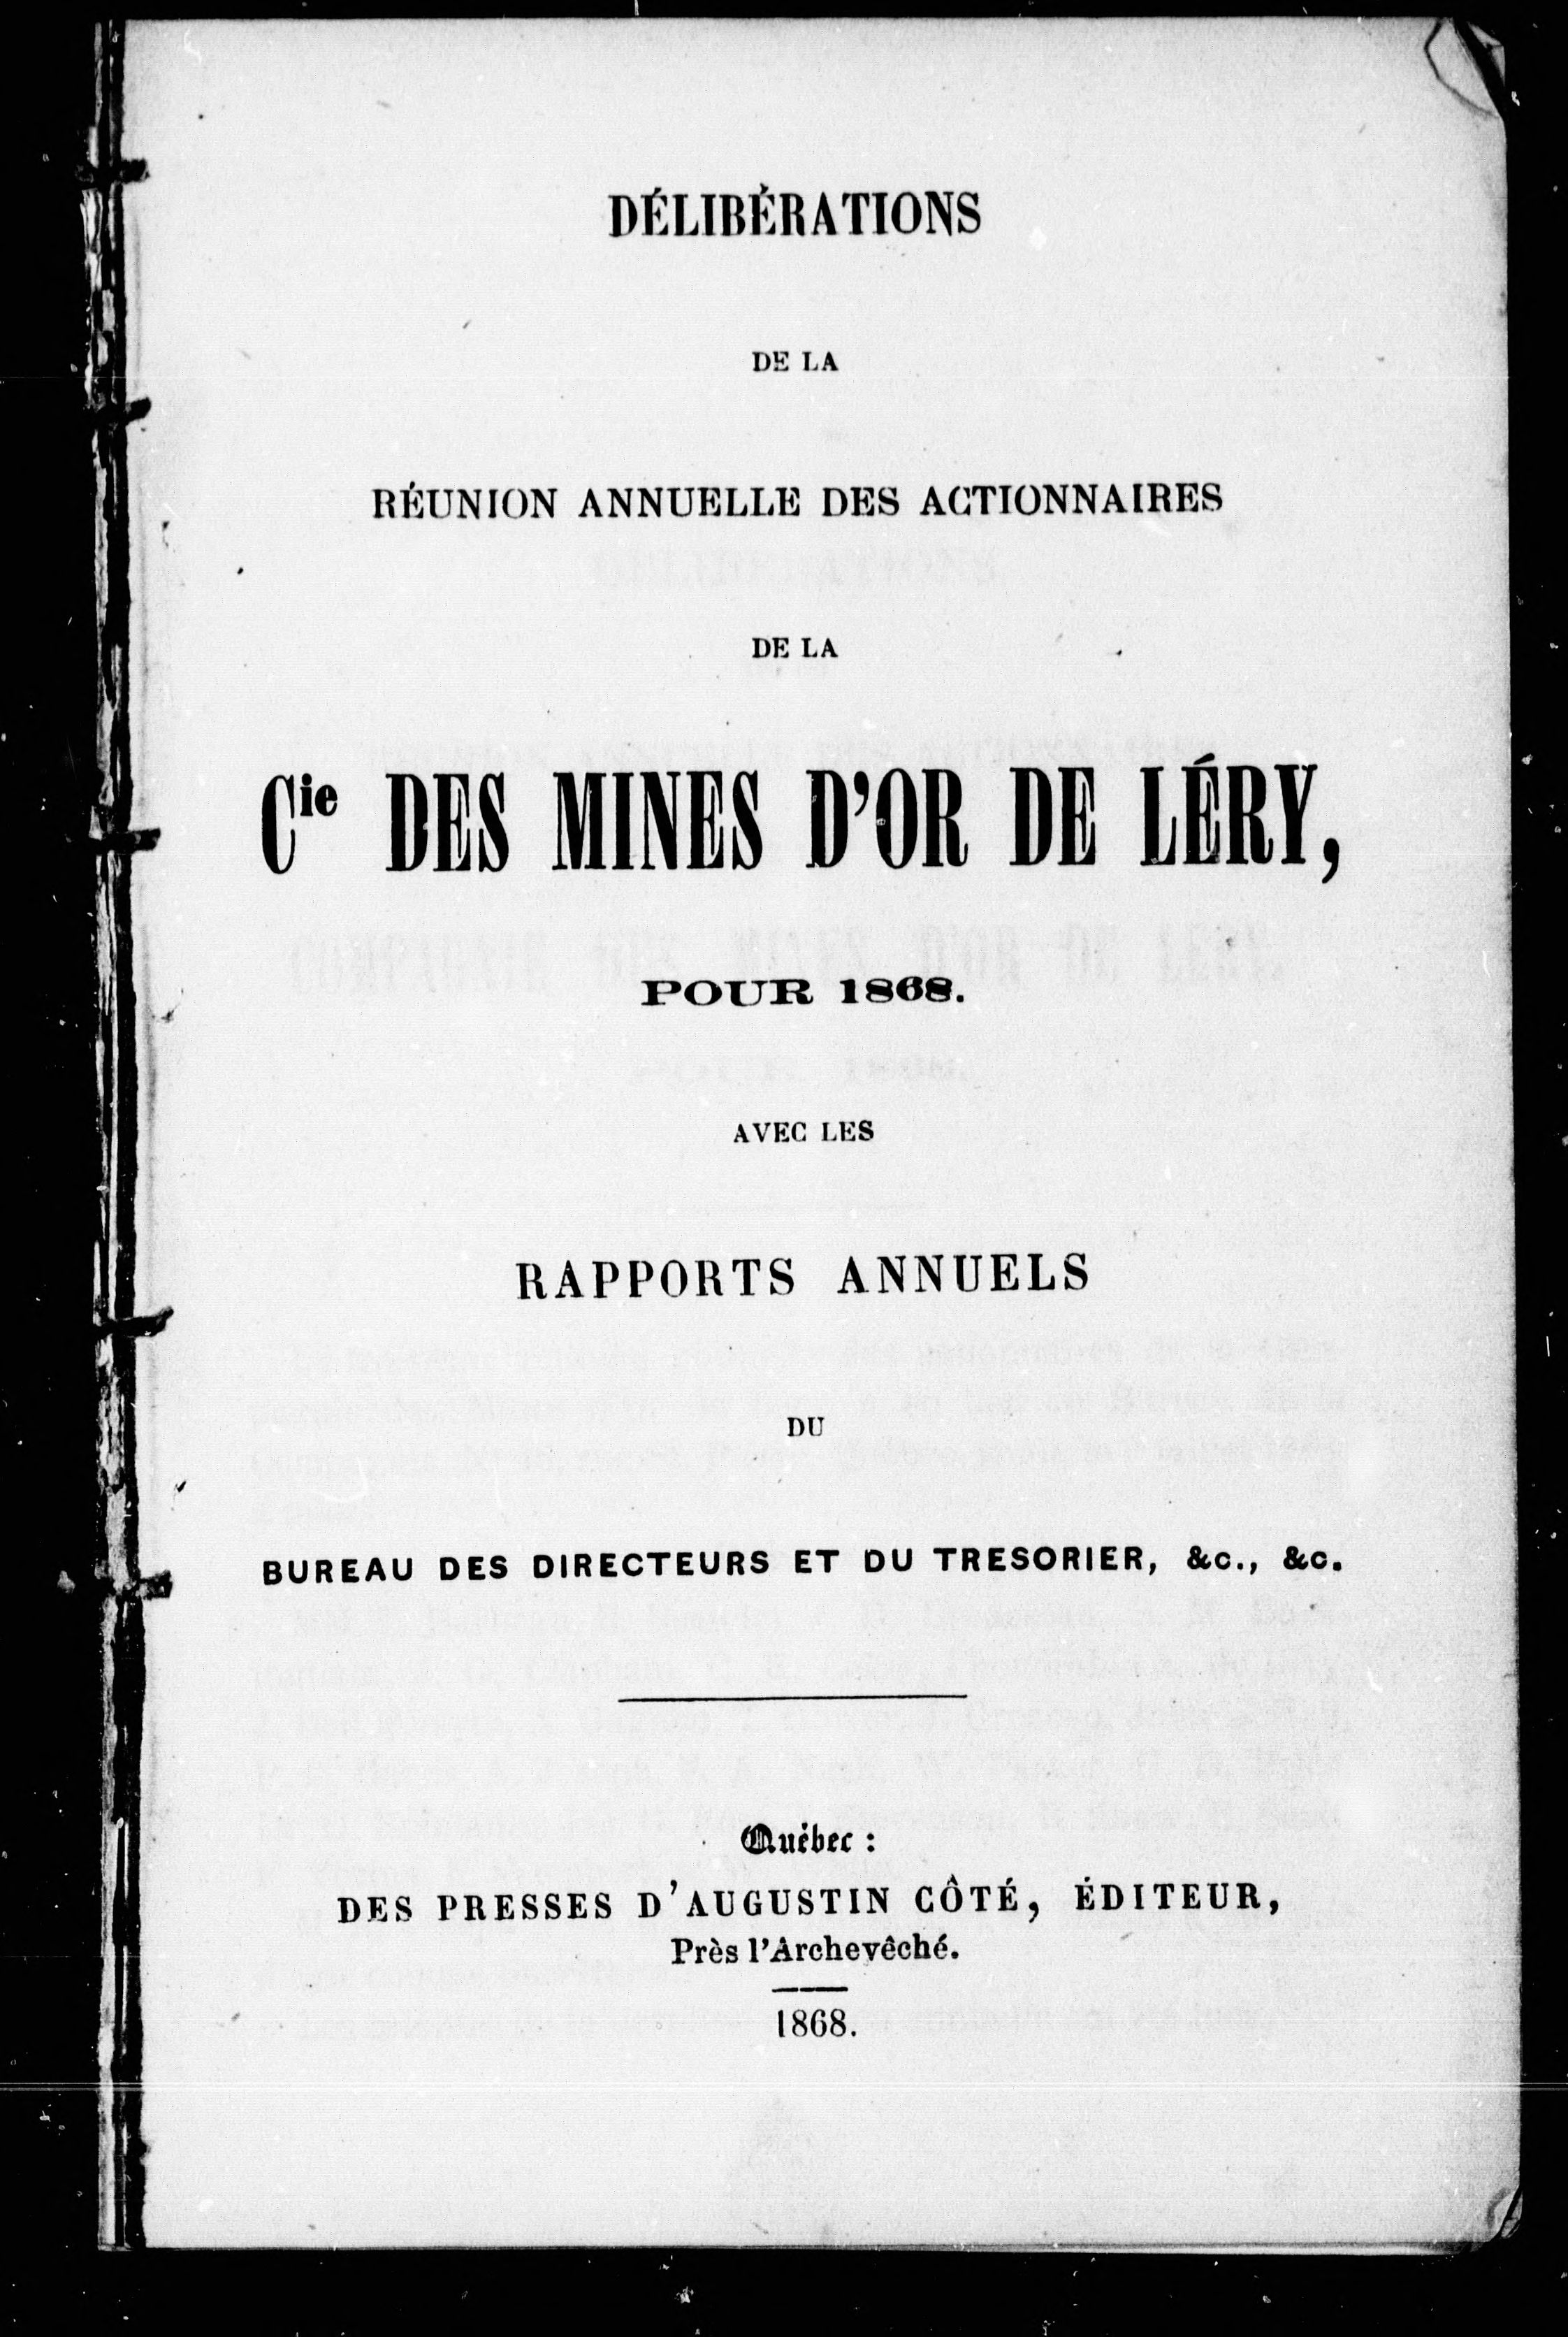 DÉLIBÉRATIONS
DE LA
RÉUNION ANNUELLE DES ACTIONNAIRES
DE LA
Cie DES MINES D'OR DE LÉRY,
POUR 1868.
AVEC LES
RAPPORTS ANNUELS
DU
BUREAU DES DIRECTEURS ET DU TRESORIER, &c., &c.
Québec :
DES PRESSES D'AUGUSTIN CÔTÉ, ÉDITEUR,
Près l'Archevêché.
1868.